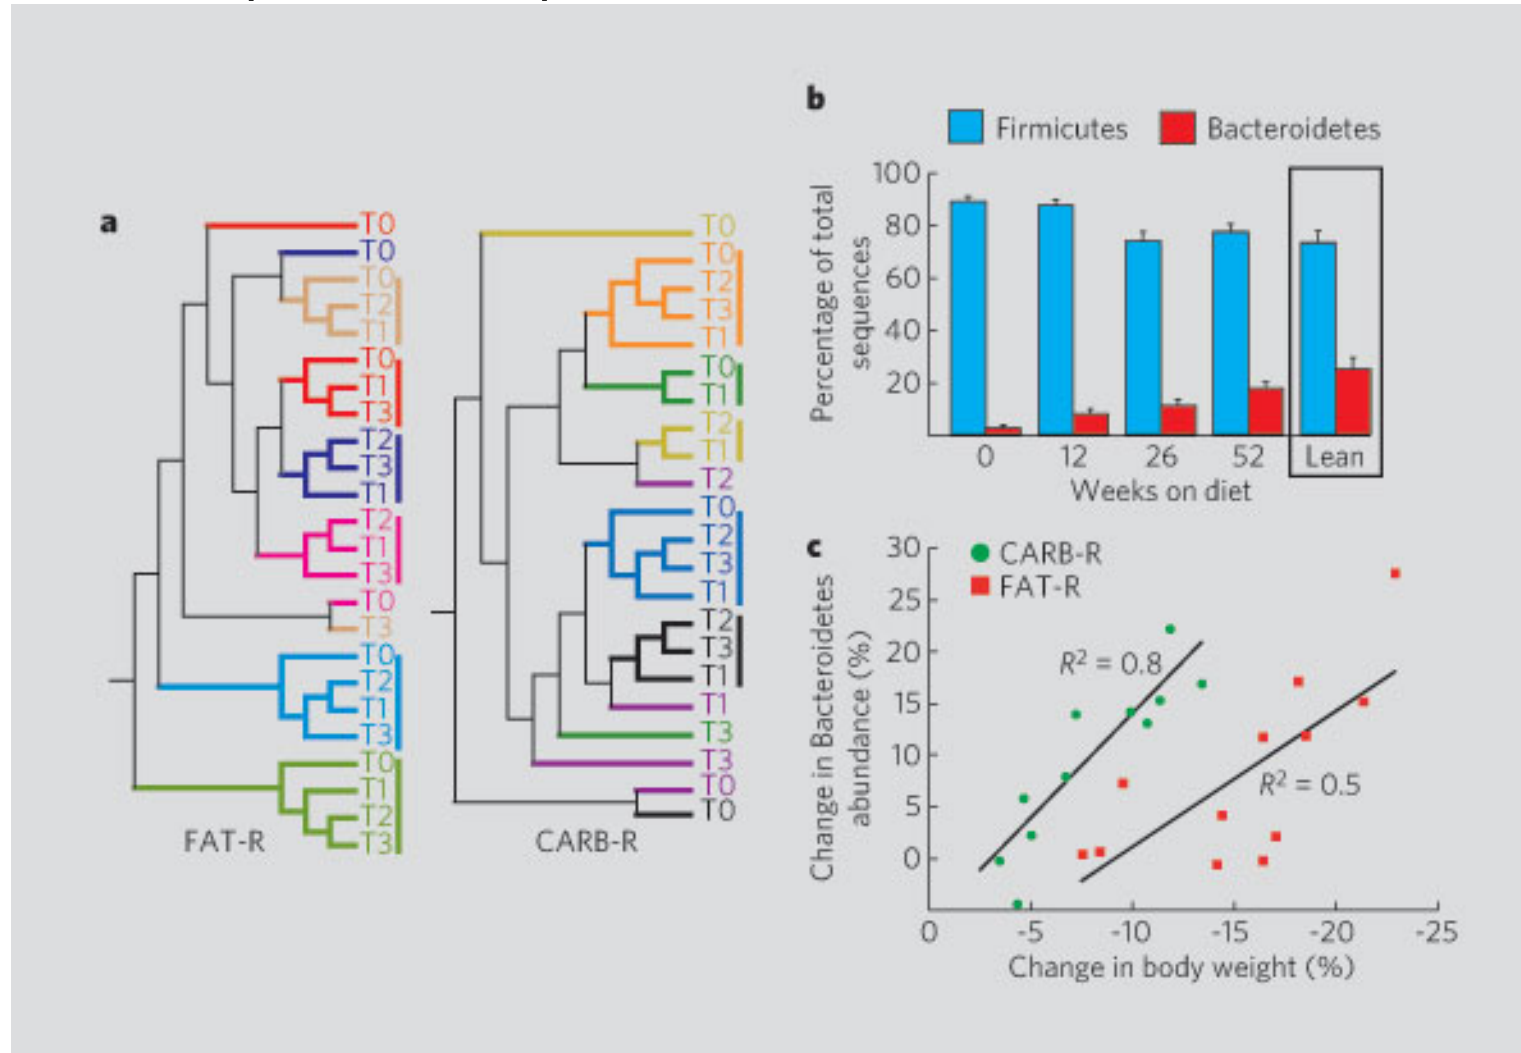 a
T0
T0
T0
T2
T1
T0
T1
T3
T2
T3
T1
T2
T1
T3
T0
T3
T0
T2
T1
T3
T0
T1
T2
T3
FAT-R
T0
T0
T2
T3
T1
T0
T1
T2
T1
T2
T0
T2
T3
T1
T2
T3
T1
T1
T3
T3
T0
T0
CARB-R
b
Firmicutes
Bacteroidetes
Percentage of total
sequences
100
80
60
40
20
0 12 26 52 Lean
Weeks on diet
c
CARB-R
FAT-R
Change in Bacteroidetes
abundance (%)
30
25
20
15
10
5
0
R² = 0.8
R² = 0.5
0 -5 -10 -15 -20 -25
Change in body weight (%)